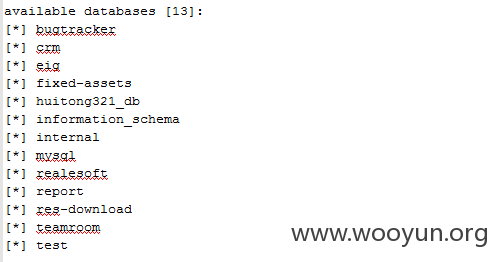 available databases [13]:
[*] bugtracker
[*] crm
[*] eig
[*] fixed-assets
[*] huitong321_db
[*] information_schema
[*] internal
[*] mysql
[*] realesoft
[*] report
[*] res-download
[*] teamroom
[*] test
www.wooyun.org